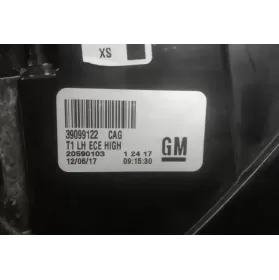 XS
39099122 CAG
T1 LH ECE HIGH
20590103 1 24 17
12/06/17 09:15:30
GM